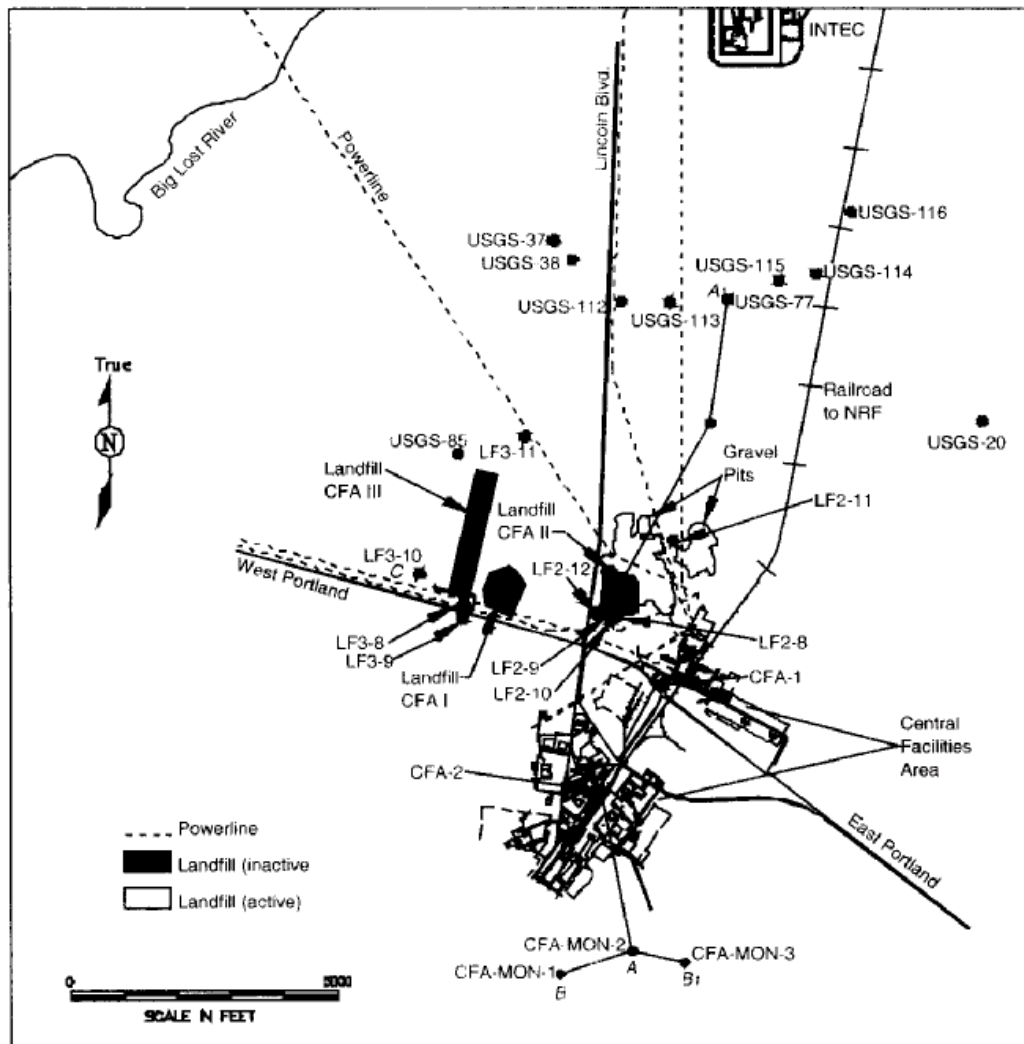 INTEC
Lincoln Blvd.
Powerline
Big Lost River
USGS-116
USGS-37
USGS-38
USGS-115
USGS-114
A1
USGS-77
USGS-112
USGS-113
True
N
Railroad
to NRF
USGS-20
USGS-85
LF3-11
Gravel
Pits
Landfill
CFA III
LF2-11
Landfill
CFA II
LF3-10
C
LF2-12
West Portland
LF3-8
LF3-9
LF2-8
LF2-9
LF2-10
Landfill
CFA I
CFA-1
Central
Facilities
Area
CFA-2
East Portland
Powerline
Landfill (inactive
Landfill (active)
CFA-MON-2
A
CFA-MON-3
B1
CFA-MON-1
B
0
5000
SCALE IN FEET